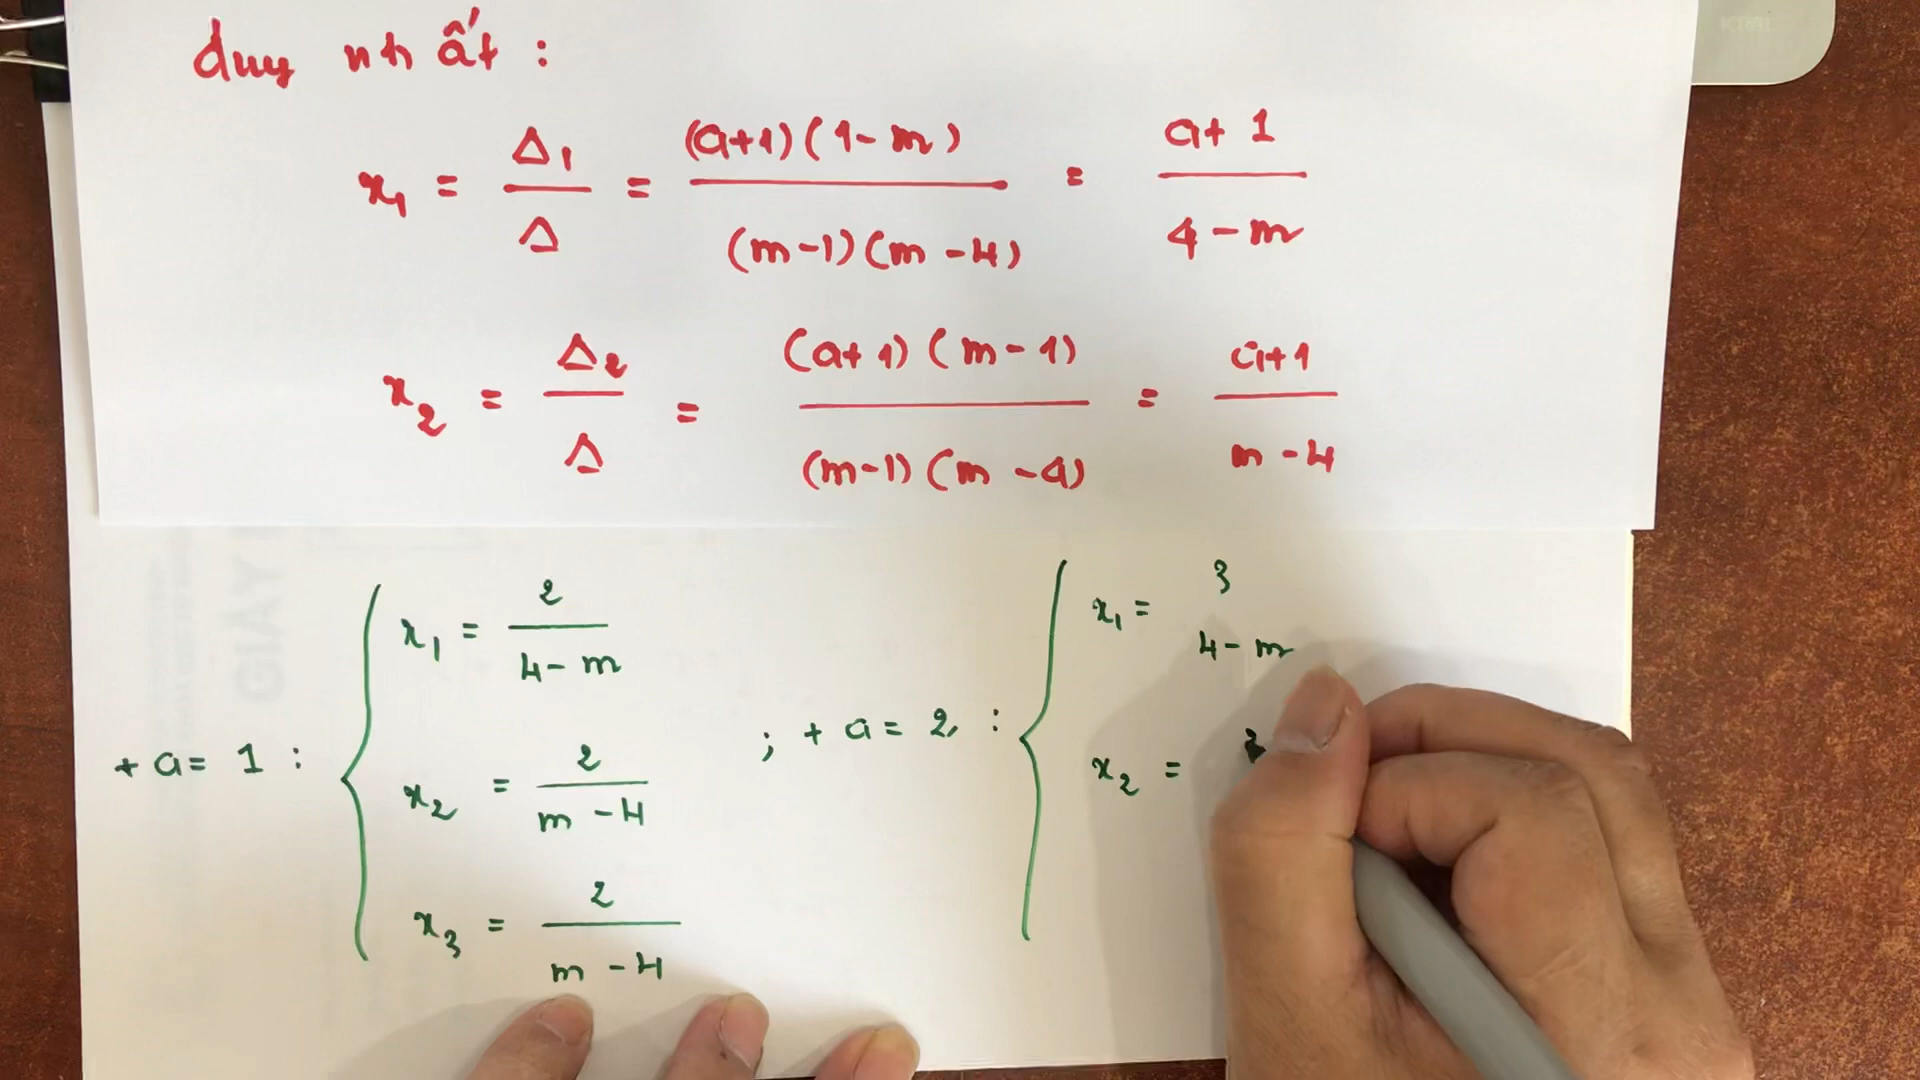 duy nhất :
x₁ = Δ₁/Δ = (a+1)(1-m)/(m-1)(m-4) = a+1/4-m
x₂ = Δ₂/Δ = (a+1)(m-1)/(m-1)(m-4) = a+1/m-4
+ a = 1 : { x₁ = 2/4-m
x₂ = 2/m-4
x₃ = 2/m-4
; + a = 2 : { x₁ = 3 4-m
x₂ =
GIAY